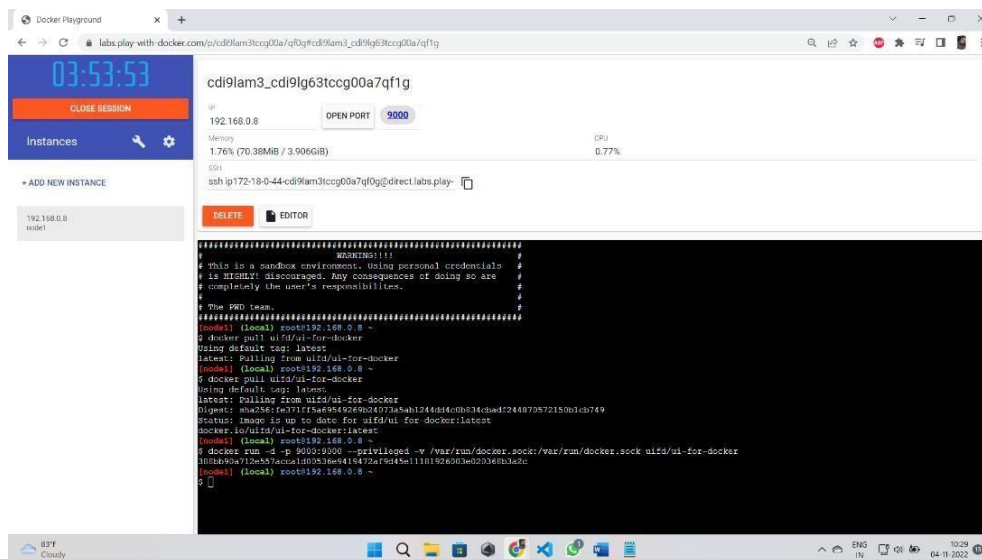 Docker Playground
labs.play-with-docker.com/p/cdi9lam3tccg00a7qf0g#cdi9lam3_cdi9lg63tccg00a7qf1g
03:53:53
CLOSE SESSION
Instances
+ ADD NEW INSTANCE
192.168.0.8
node1
cdi9lam3_cdi9lg63tccg00a7qf1g
IP
192.168.0.8
OPEN PORT
9000
Memory
1.76% (70.38MiB / 3.906GiB)
CPU
0.77%
SSH
ssh ip172-18-0-44-cdi9lam3tccg00a7qf0g@direct.labs.play-
DELETE
EDITOR
###############################################################
# WARNING!!!! #
# This is a sandbox environment. Using personal credentials #
# is HIGHLY! discouraged. Any consequences of doing so are #
# completely the user's responsibilites. #
# #
# The PWD team. #
###############################################################
[node1] (local) root@192.168.0.8 ~
$ docker pull uifd/ui-for-docker
Using default tag: latest
latest: Pulling from uifd/ui-for-docker
[node1] (local) root@192.168.0.8 ~
$ docker pull uifd/ui-for-docker
Using default tag: latest
latest: Pulling from uifd/ui-for-docker
Digest: sha256:fe371ff5a69549269b24073a5ab1244dd4c0b834cbadf244870572150b1cb749
Status: Image is up to date for uifd/ui-for-docker:latest
docker.io/uifd/ui-for-docker:latest
[node1] (local) root@192.168.0.8 ~
$ docker run -d -p 9000:9000 --privileged -v /var/run/docker.sock:/var/run/docker.sock uifd/ui-for-docker
[node1] (local) root@192.168.0.8 ~
$
83°F
Cloudy
ENG
IN
10:29
04-11-2022